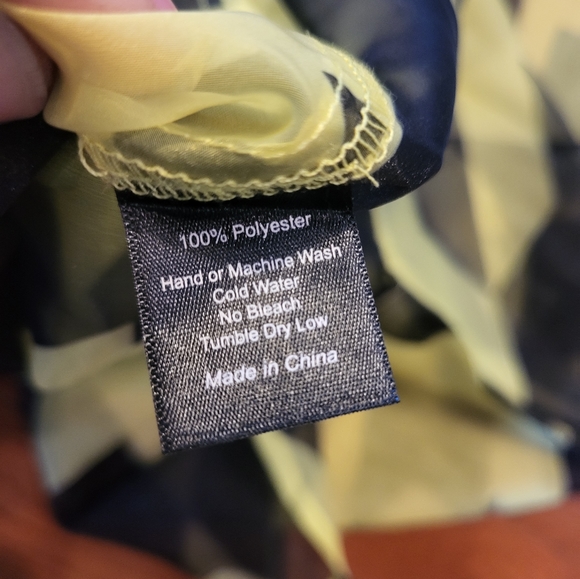 100% Polyester
Hand or Machine Wash
Cold Water
No Bleach
Tumble Dry Low
Made in China